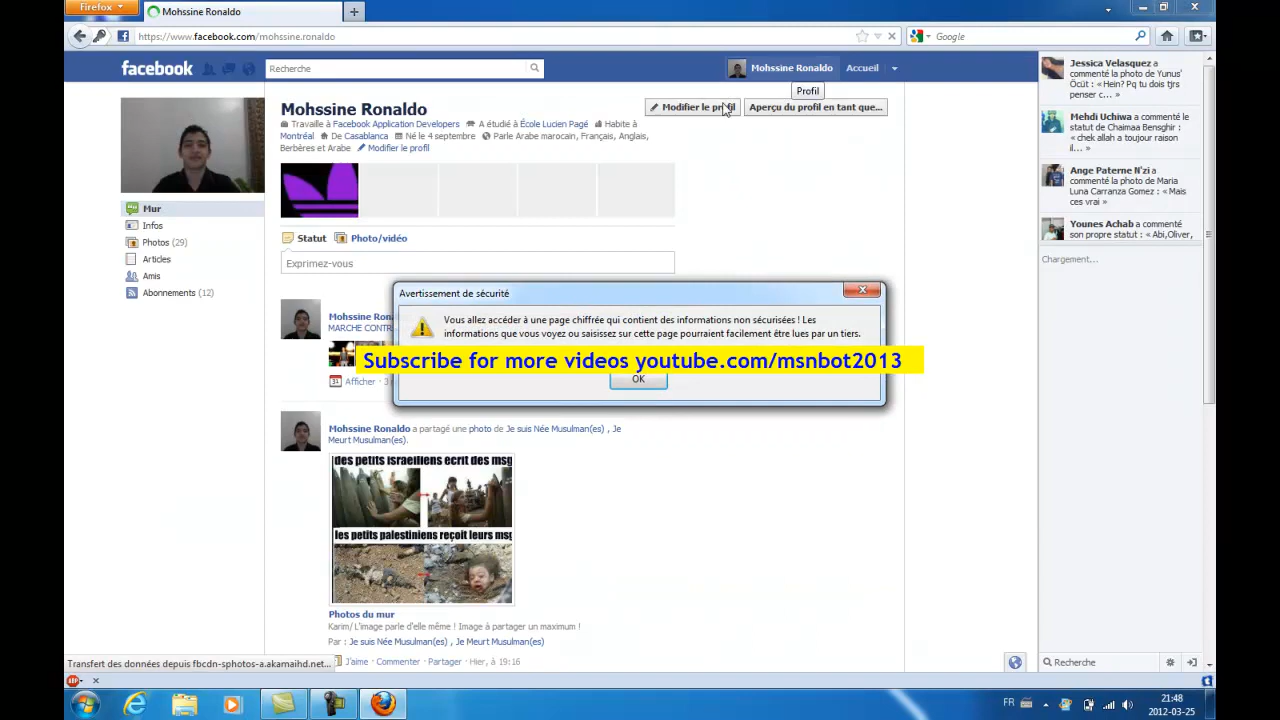 Firefox
Mohssine Ronaldo
https://www.facebook.com/mohssine.ronaldo
Google
facebook
Recherche
Mohssine Ronaldo
Accueil
Profil
Mohssine Ronaldo
Modifier le profil
Aperçu du profil en tant que...
Travaille à Facebook Application Developers
A étudié à École Lucien Pagé
Habite à
Montréal
De Casablanca
Né le 4 septembre
Parle Arabe marocain, Français, Anglais,
Berbères et Arabe
Modifier le profil
Mur
Infos
Photos (29)
Articles
Amis
Abonnements (12)
Statut
Photo/vidéo
Exprimez-vous
Mohssine Ronaldo
MARCHE CONTR
Avertissement de sécurité
Vous allez accéder à une page chiffrée qui contient des informations non sécurisées ! Les
informations que vous voyez ou saisissez sur cette page pourraient facilement être lues par un tiers.
Subscribe for more videos youtube.com/msnbot2013
OK
Afficher · 3
Mohssine Ronaldo a partagé une photo de Je suis Née Musulman(es) , Je
Meurt Musulman(es).
des petits israeiliens ecrit des msg
les petits palestiniens reçoit leurs msg
Photos du mur
Karim/ L'image parle d'elle même ! Image à partager un maximum !
Par : Je suis Née Musulman(es) , Je Meurt Musulman(es)
J'aime · Commenter · Partager · Hier, à 19:16
Jessica Velasquez a
commenté la photo de Yunus'
Öcüt : « Hein? Pq tu dois tjrs
penser c... »
Mehdi Uchiwa a commenté le
statut de Chaimaa Bensghir :
« chek allah a toujour raison
il... »
Ange Paterne N'zi a
commenté la photo de Maria
Luna Carranza Gomez : « Mais
ces vrai »
Younes Achab a commenté
son propre statut : « Abi,Oliver,
Chargement...
Recherche
Transfert des données depuis fbcdn-sphotos-a.akamaihd.net...
FR
21:48
2012-03-25